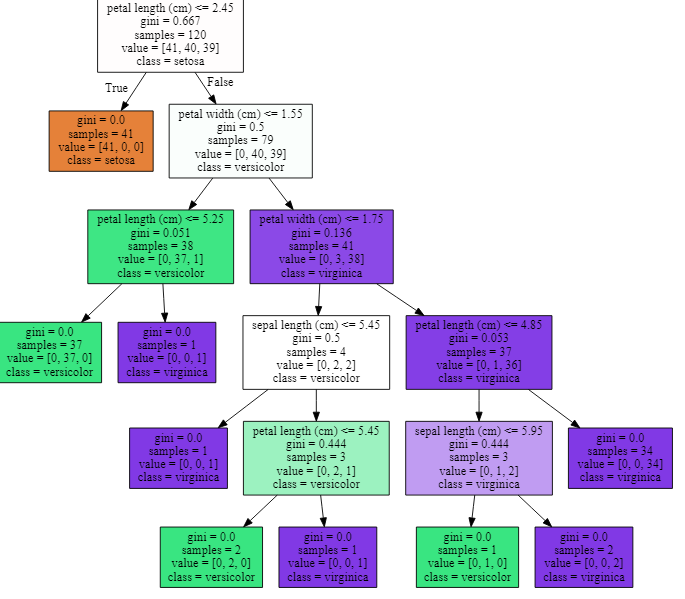 petal length (cm) <= 2.45
gini = 0.667
samples = 120
value = [41, 40, 39]
class = setosa
True
False
gini = 0.0
samples = 41
value = [41, 0, 0]
class = setosa
petal width (cm) <= 1.55
gini = 0.5
samples = 79
value = [0, 40, 39]
class = versicolor
petal length (cm) <= 5.25
gini = 0.051
samples = 38
value = [0, 37, 1]
class = versicolor
petal width (cm) <= 1.75
gini = 0.136
samples = 41
value = [0, 3, 38]
class = virginica
gini = 0.0
samples = 37
value = [0, 37, 0]
class = versicolor
gini = 0.0
samples = 1
value = [0, 0, 1]
class = virginica
sepal length (cm) <= 5.45
gini = 0.5
samples = 4
value = [0, 2, 2]
class = versicolor
petal length (cm) <= 4.85
gini = 0.053
samples = 37
value = [0, 1, 36]
class = virginica
gini = 0.0
samples = 1
value = [0, 0, 1]
class = virginica
petal length (cm) <= 5.45
gini = 0.444
samples = 3
value = [0, 2, 1]
class = versicolor
sepal length (cm) <= 5.95
gini = 0.444
samples = 3
value = [0, 1, 2]
class = virginica
gini = 0.0
samples = 34
value = [0, 0, 34]
class = virginica
gini = 0.0
samples = 2
value = [0, 2, 0]
class = versicolor
gini = 0.0
samples = 1
value = [0, 0, 1]
class = virginica
gini = 0.0
samples = 1
value = [0, 1, 0]
class = versicolor
gini = 0.0
samples = 2
value = [0, 0, 2]
class = virginica